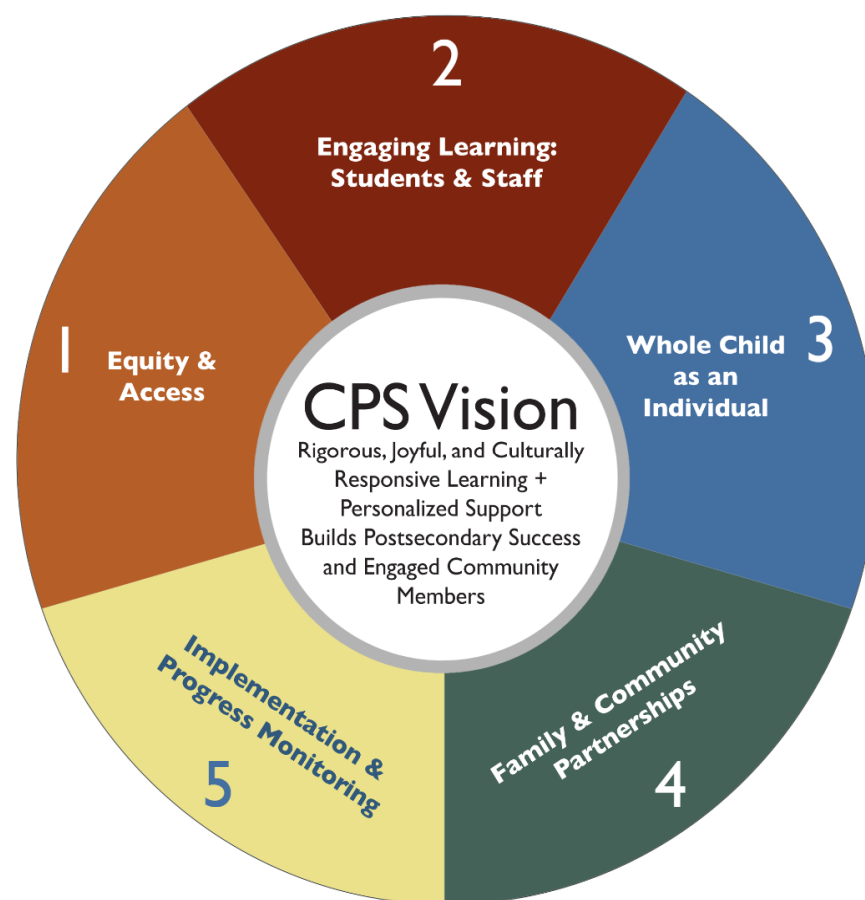 1
Equity &
Access
2
Engaging Learning:
Students & Staff
3
Whole Child
as an
Individual
4
Family & Community
Partnerships
5
Implementation &
Progress Monitoring
CPS Vision
Rigorous, Joyful, and Culturally
Responsive Learning +
Personalized Support
Builds Postsecondary Success
and Engaged Community
Members